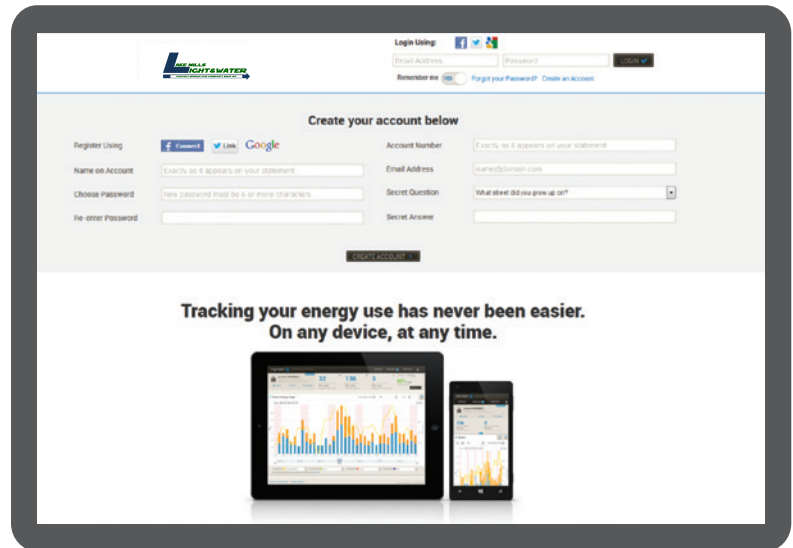 Login Using:
LAKE MILLS
LIGHT & WATER
Email Address Password LOGIN
Remember me YES Forgot your Password? Create an Account
Create your account below
Register Using Connect Link Google
Account Number Exactly as it appears on your statement
Name on Account Exactly as it appears on your statement
Email Address name@domain.com
Choose Password New password must be 6 or more characters
Secret Question What street did you grow up on?
Re-enter Password
Secret Answer
CREATE ACCOUNT
Tracking your energy use has never been easier.
On any device, at any time.